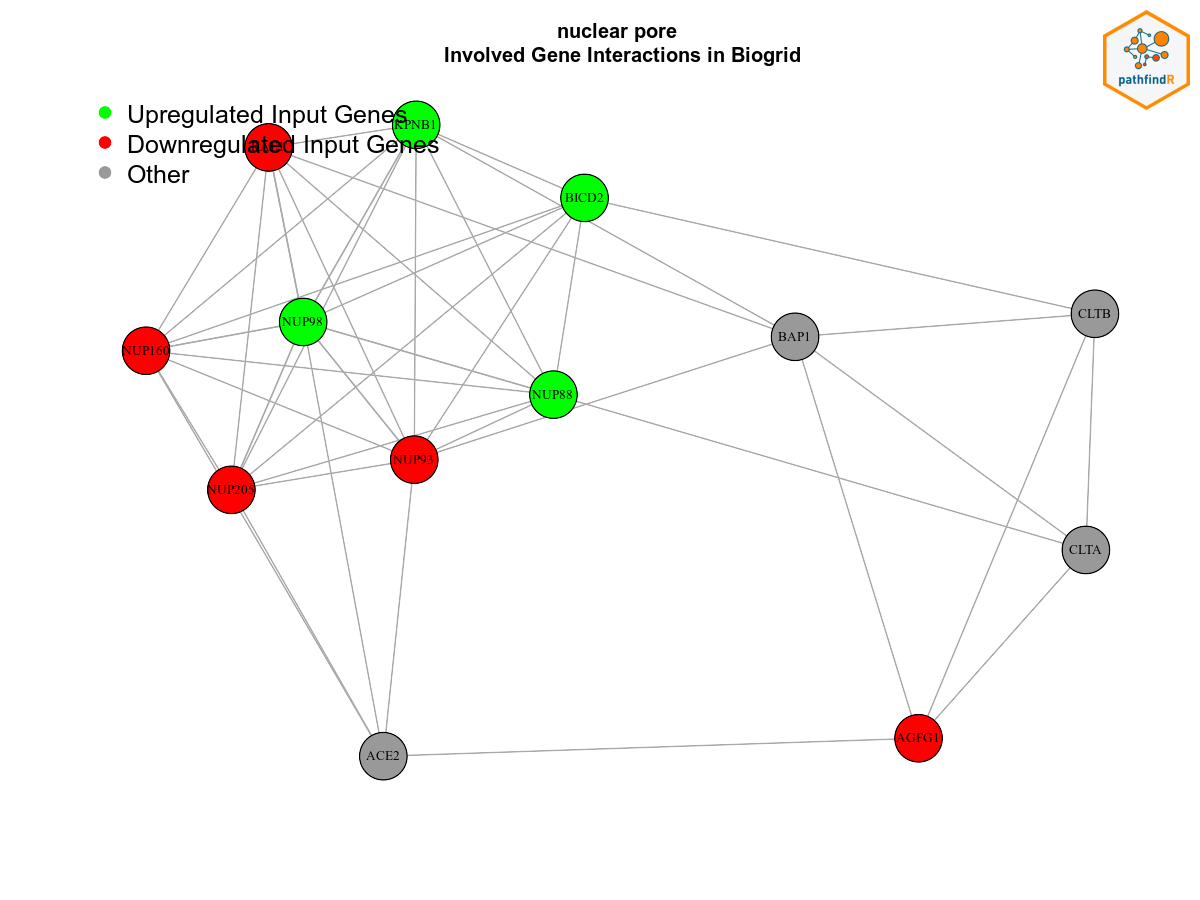 nuclear pore
Involved Gene Interactions in Biogrid
pathfindR
Upregulated Input Genes
KPNB1
Downregulated Input Genes
Other
BICD2
CLTB
NUP98
BAP1
NUP160
NUP88
NUP93
NUP205
CLTA
AGFG1
ACE2